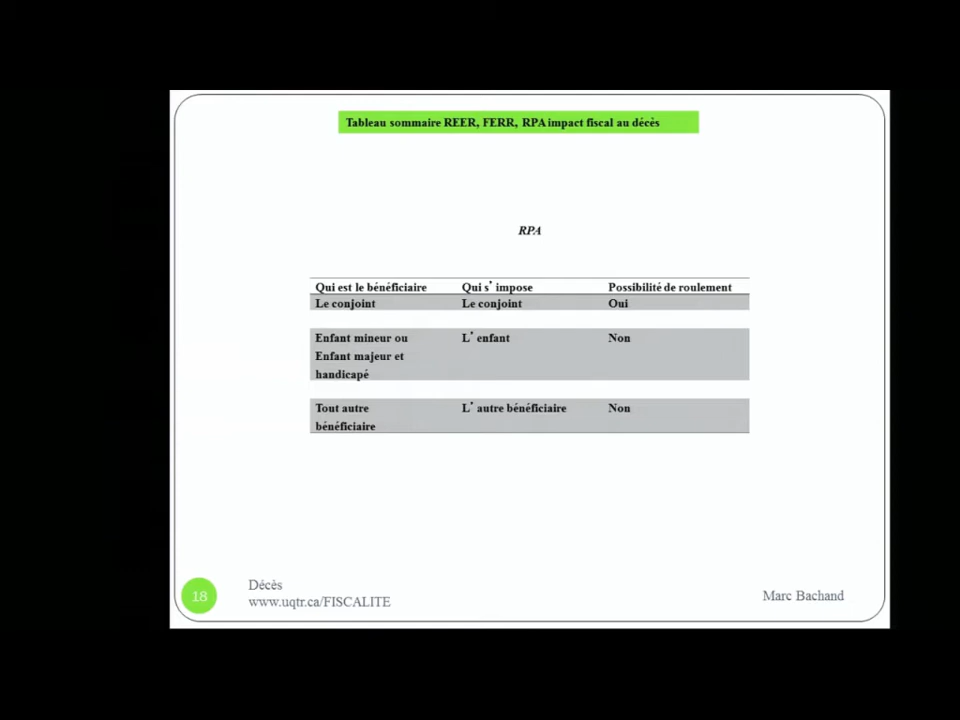 Tableau sommaire REER, FERR, RPA impact fiscal au décès
RPA
Qui est le bénéficiaire Qui s’ impose Possibilité de roulement
Le conjoint Le conjoint Oui
Enfant mineur ou L’ enfant Non
Enfant majeur et
handicapé
Tout autre L’ autre bénéficiaire Non
bénéficiaire
18
Décès
www.uqtr.ca/FISCALITE
Marc Bachand